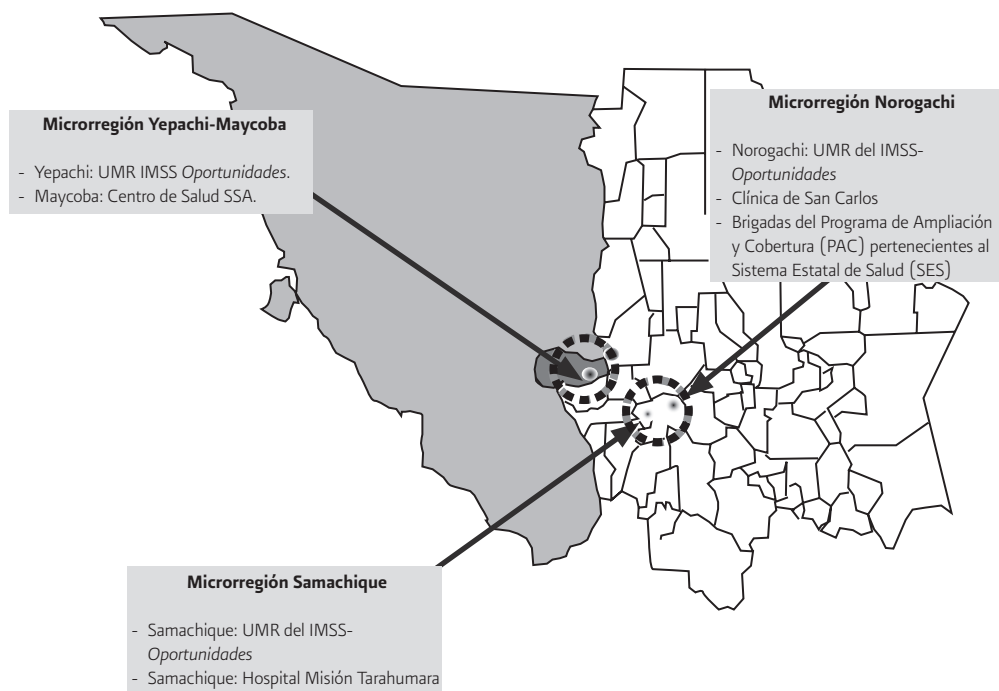 Microrregión Yepachi-Maycoba
- Yepachi: UMR IMSS Oportunidades.
- Maycoba: Centro de Salud SSA.
Microrregión Norogachi
- Norogachi: UMR del IMSS-
Oportunidades
- Clínica de San Carlos
- Brigadas del Programa de Ampliación
y Cobertura (PAC) pertenecientes al
Sistema Estatal de Salud (SES)
Microrregión Samachique
- Samachique: UMR del IMSS-
Oportunidades
- Samachique: Hospital Misión Tarahumara